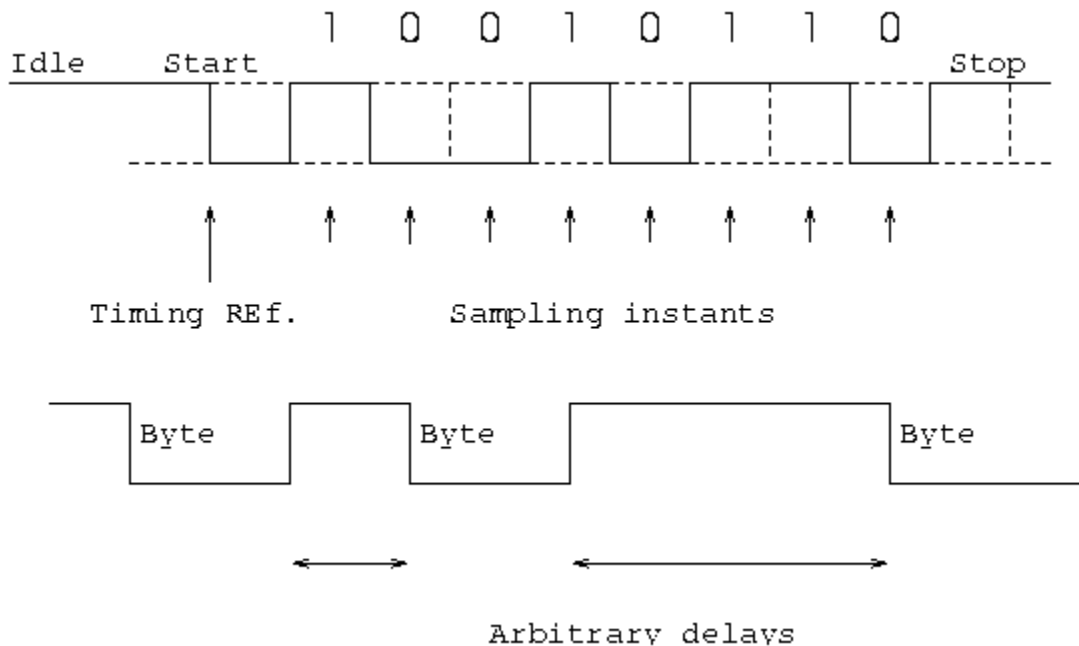 1 0 0 1 0 1 1 0
Idle Start Stop
Timing REf. Sampling instants
Byte Byte Byte
Arbitrary delays